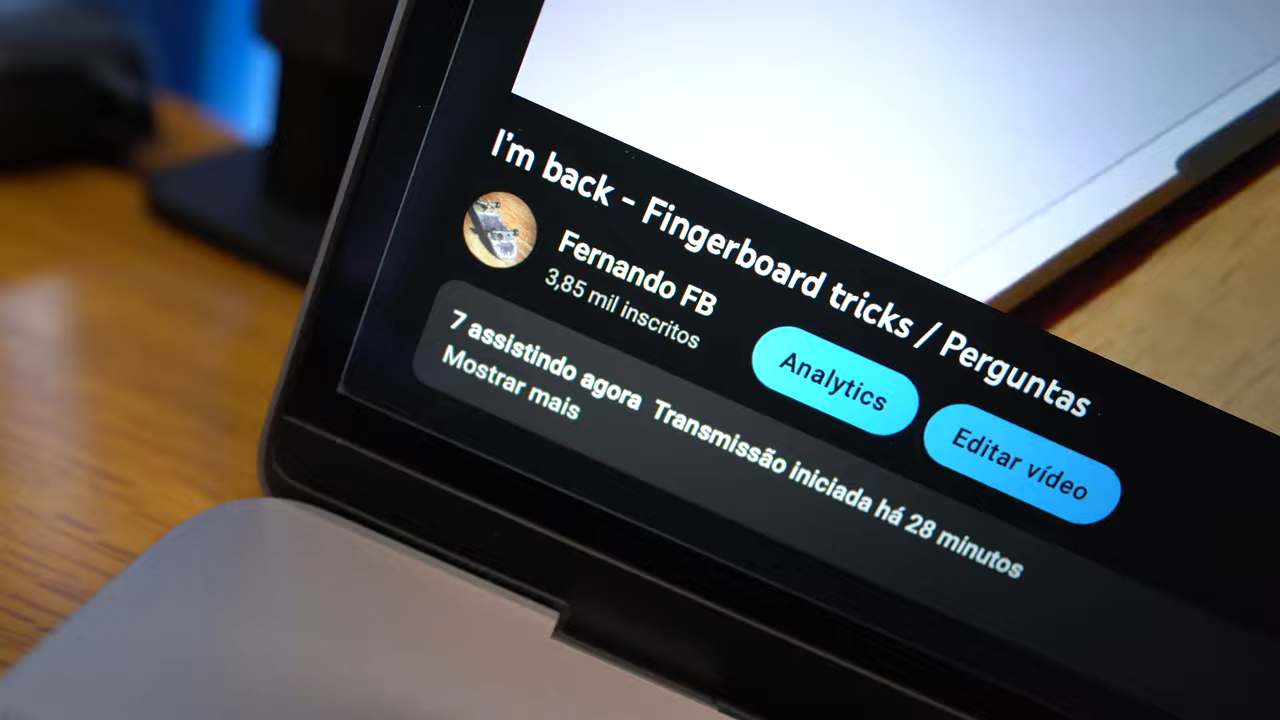 I'm back - Fingerboard tricks / Perguntas
Fernando FB
3,85 mil inscritos
Analytics
Editar vídeo
7 assistindo agora Transmissão iniciada há 28 minutos
Mostrar mais